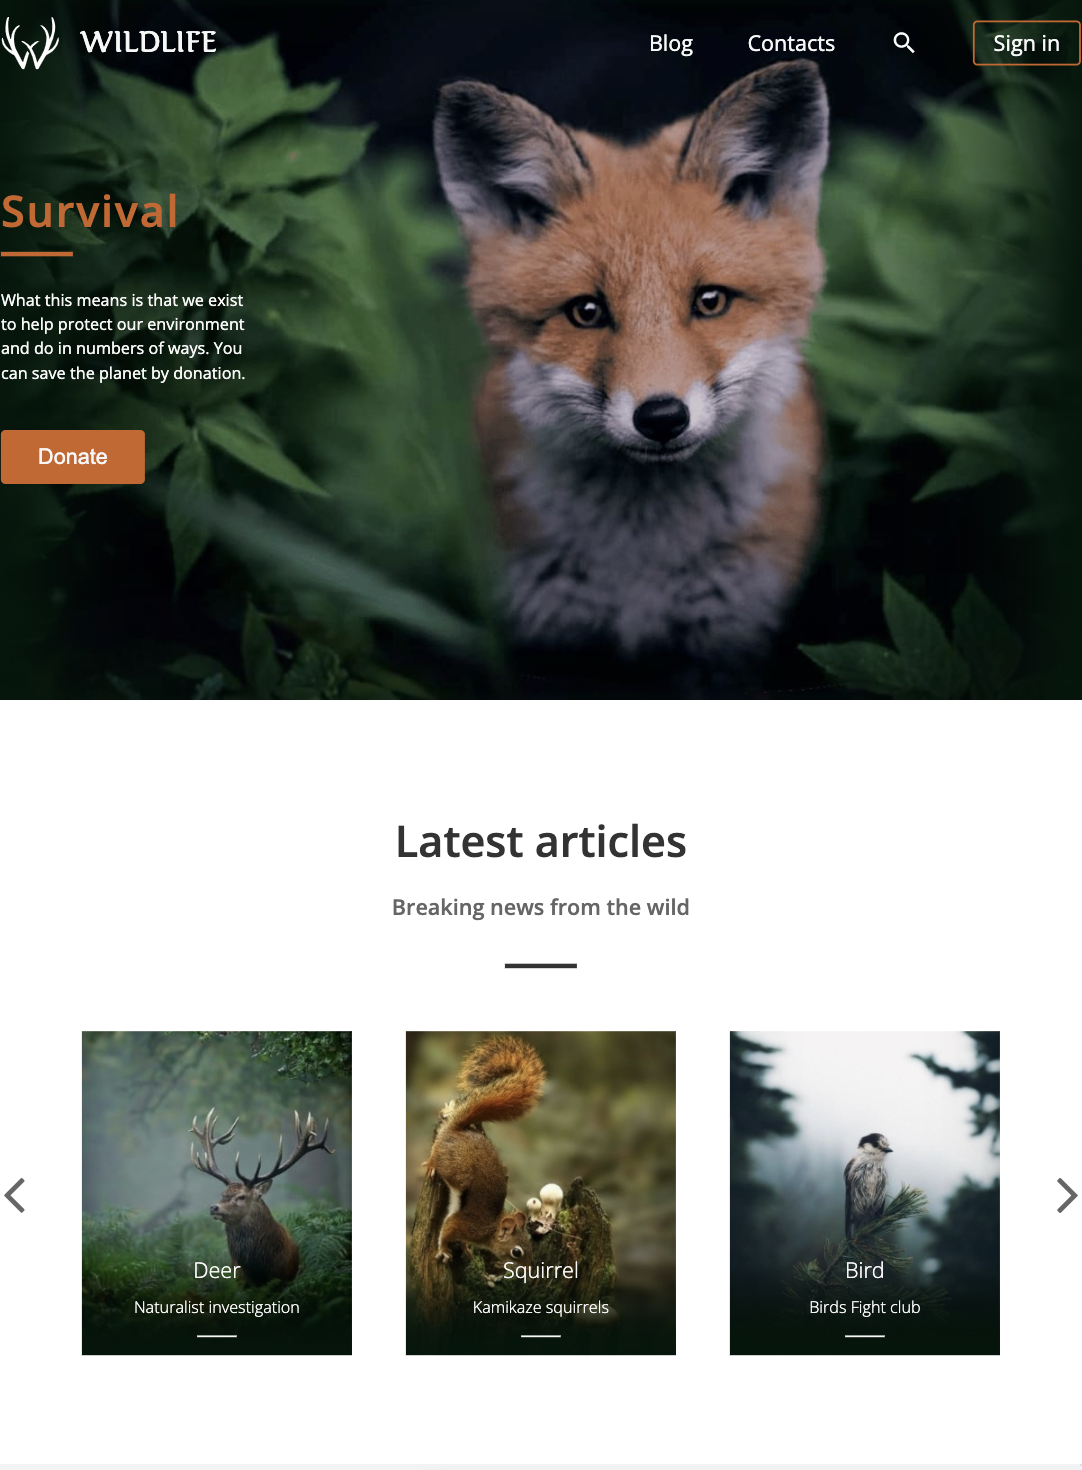 WILDLIFE
Blog
Contacts
Sign in
Survival
What this means is that we exist
to help protect our environment
and do in numbers of ways. You
can save the planet by donation.
Donate
Latest articles
Breaking news from the wild
Deer
Naturalist investigation
Squirrel
Kamikaze squirrels
Bird
Birds Fight club